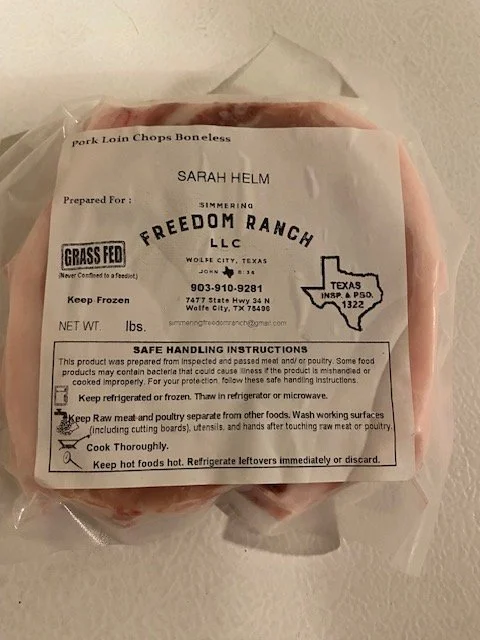 Pork Loin Chops Boneless
SARAH HELM
Prepared For :
SIMMERING
FREEDOM RANCH
LLC
WOLFE CITY, TEXAS
JOHN 8:36
903-910-9281
7477 State Hwy 34 N
Wolfe City, TX 75496
simmeringfreedomranch@gmail.com
GRASS FED
(Never Confined to a Feedlot)
Keep Frozen
NET WT. lbs.
TEXAS
INSP. & PSD.
1322
SAFE HANDLING INSTRUCTIONS
This product was prepared from inspected and passed meat and/ or poultry. Some food
products may contain bacteria that could cause illness if the product is mishandled or
cooked improperly. For your protection, follow these safe handling instructions.
Keep refrigerated or frozen. Thaw in refrigerator or microwave.
Keep Raw meat and poultry separate from other foods. Wash working surfaces
(including cutting boards), utensils, and hands after touching raw meat or poultry.
Cook Thoroughly.
Keep hot foods hot. Refrigerate leftovers immediately or discard.